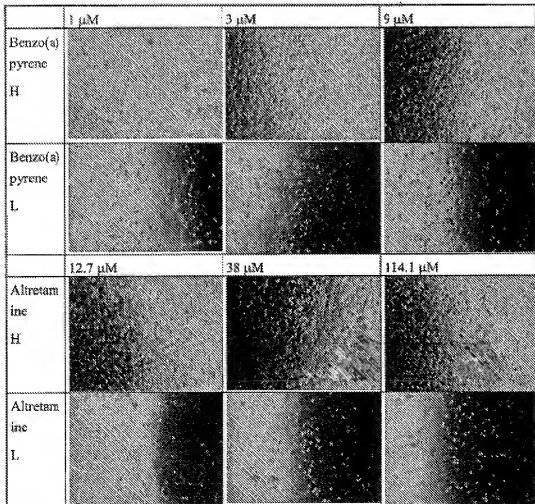 1 µM 3 µM 9 µM
Benzo(a)
pyrene
H
Benzo(a)
pyrene
L
12.7 µM 38 µM 114.1 µM
Altretam
ine
H
Altretam
ine
L